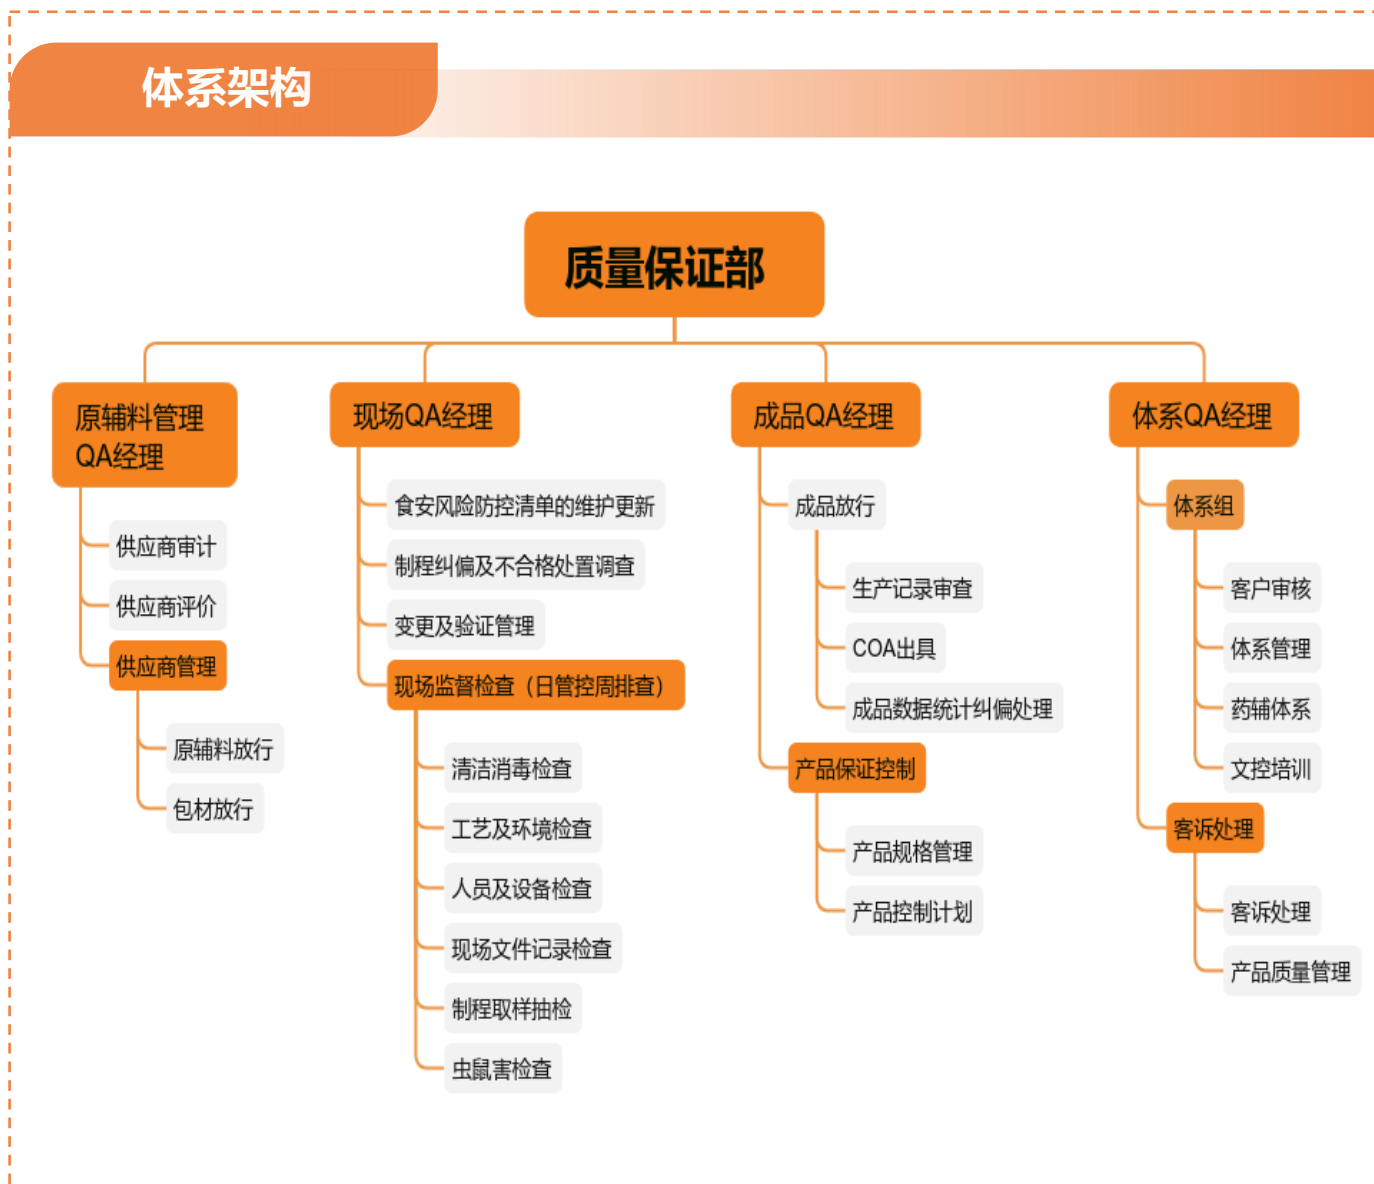 体系架构
质量保证部
原辅料管理
QA经理
供应商审计
供应商评价
供应商管理
原辅料放行
包材放行
现场QA经理
食安风险防控清单的维护更新
制程纠偏及不合格处置调查
变更及验证管理
现场监督检查（日管控周排查）
清洁消毒检查
工艺及环境检查
人员及设备检查
现场文件记录检查
制程取样抽检
虫鼠害检查
成品QA经理
成品放行
生产记录审查
COA出具
成品数据统计纠偏处理
产品保证控制
产品规格管理
产品控制计划
体系QA经理
体系组
客户审核
体系管理
药辅体系
文控培训
客诉处理
客诉处理
产品质量管理